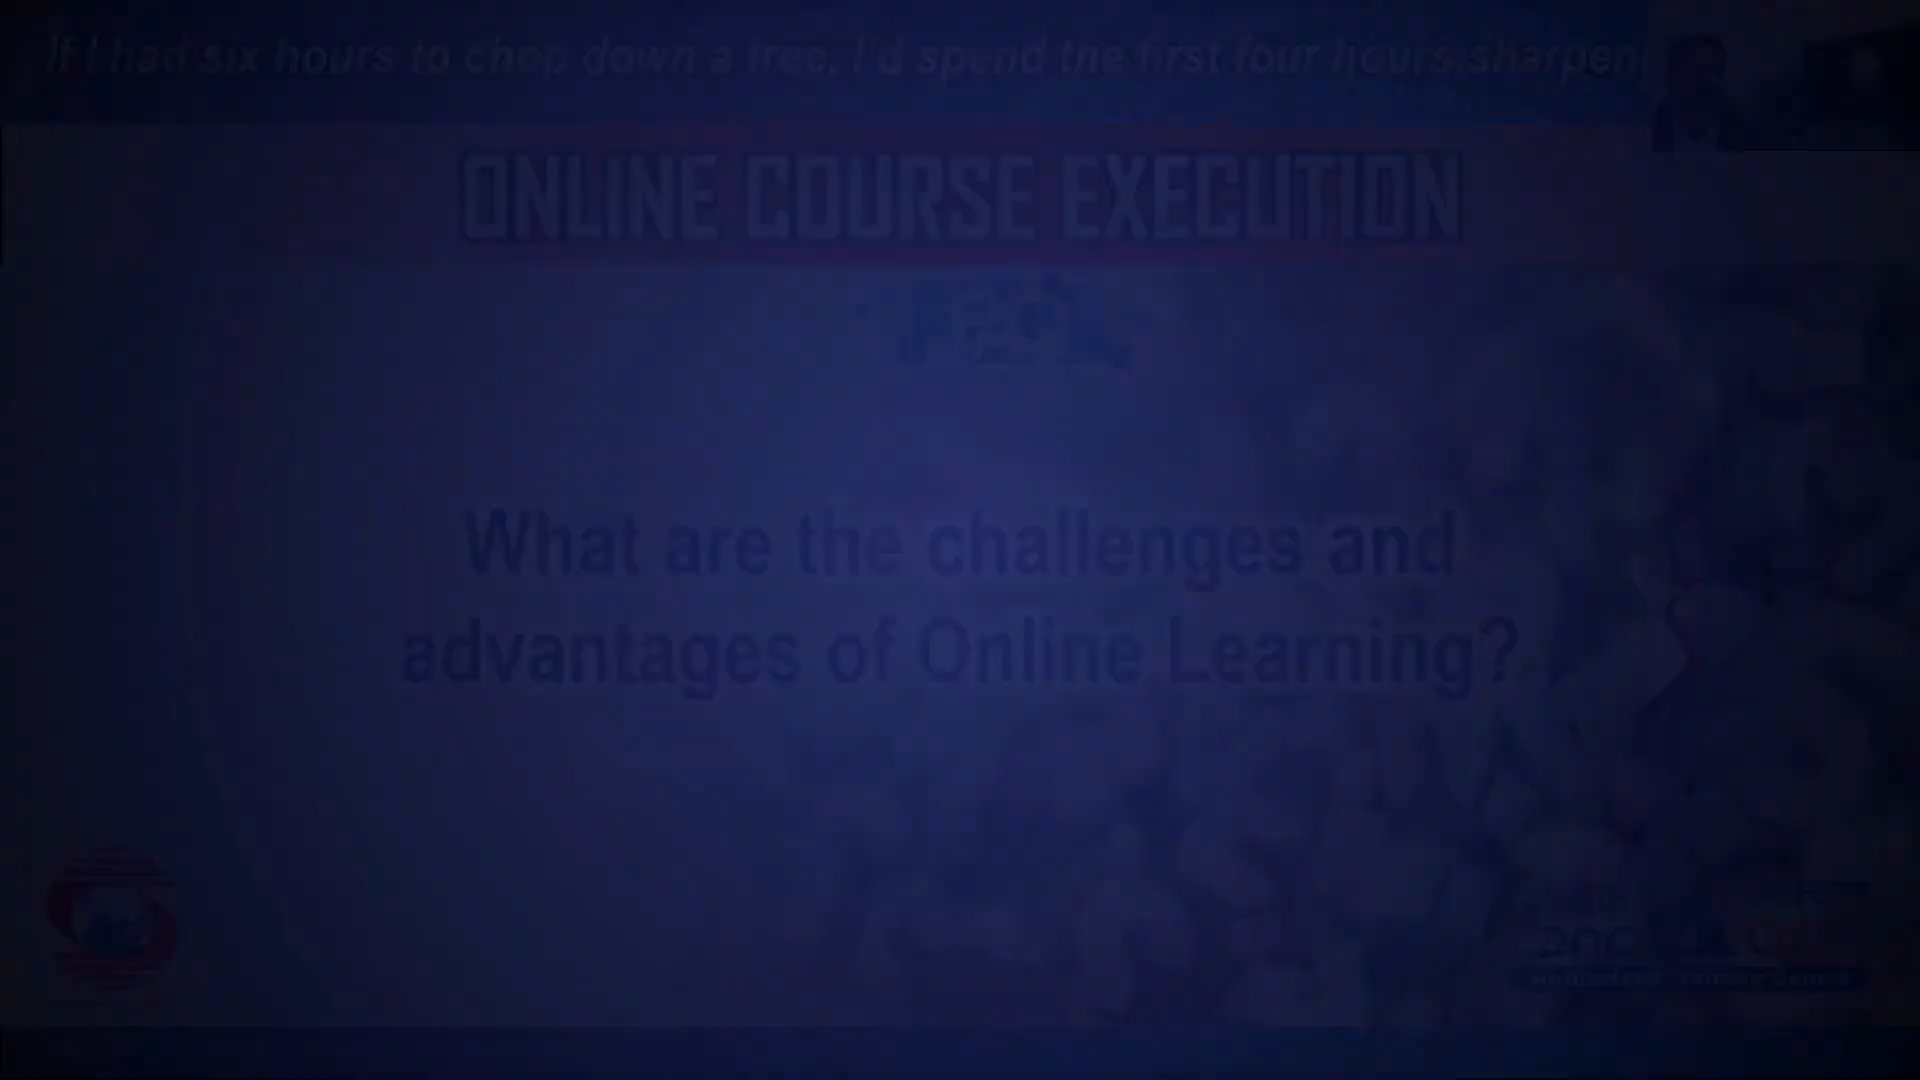 If I had six hours to chop down a tree, I'd spend the first four hours sharpen
ONLINE COURSE EXECUTION
What are the challenges and
advantages of Online Learning?